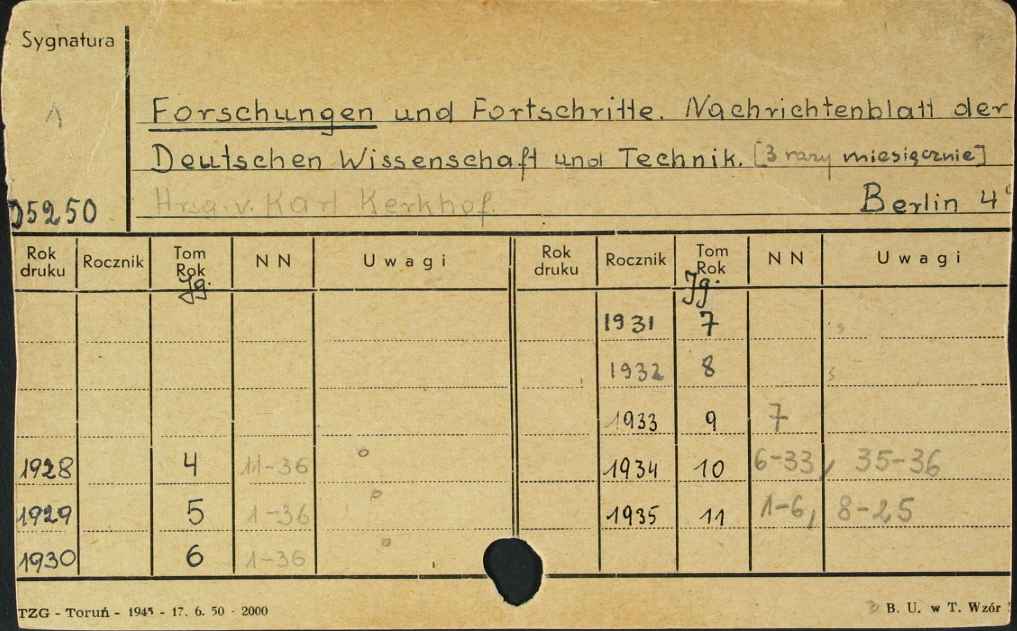 Sygnatura
1
Forschungen und Fortschritte. Nachrichtenblatt der
Deutschen Wissenschaft und Technik. [3 razy miesięcznie]
Hrsg. v. Karl Kerkhof.
Berlin 4°
05250
Rok druku Rocznik Tom Rok NN Uwagi Rok druku Rocznik Tom Rok NN Uwagi
Jg. Jg.
1931 7
1932 8
1933 9 7
1928 4 11-36 1934 10 6-33, 35-36
1929 5 1-36 1935 11 1-6, 8-25
1930 6 1-36
TZG - Toruń - 1945 - 17. 6. 50 - 2000 B. U. w T. Wzór